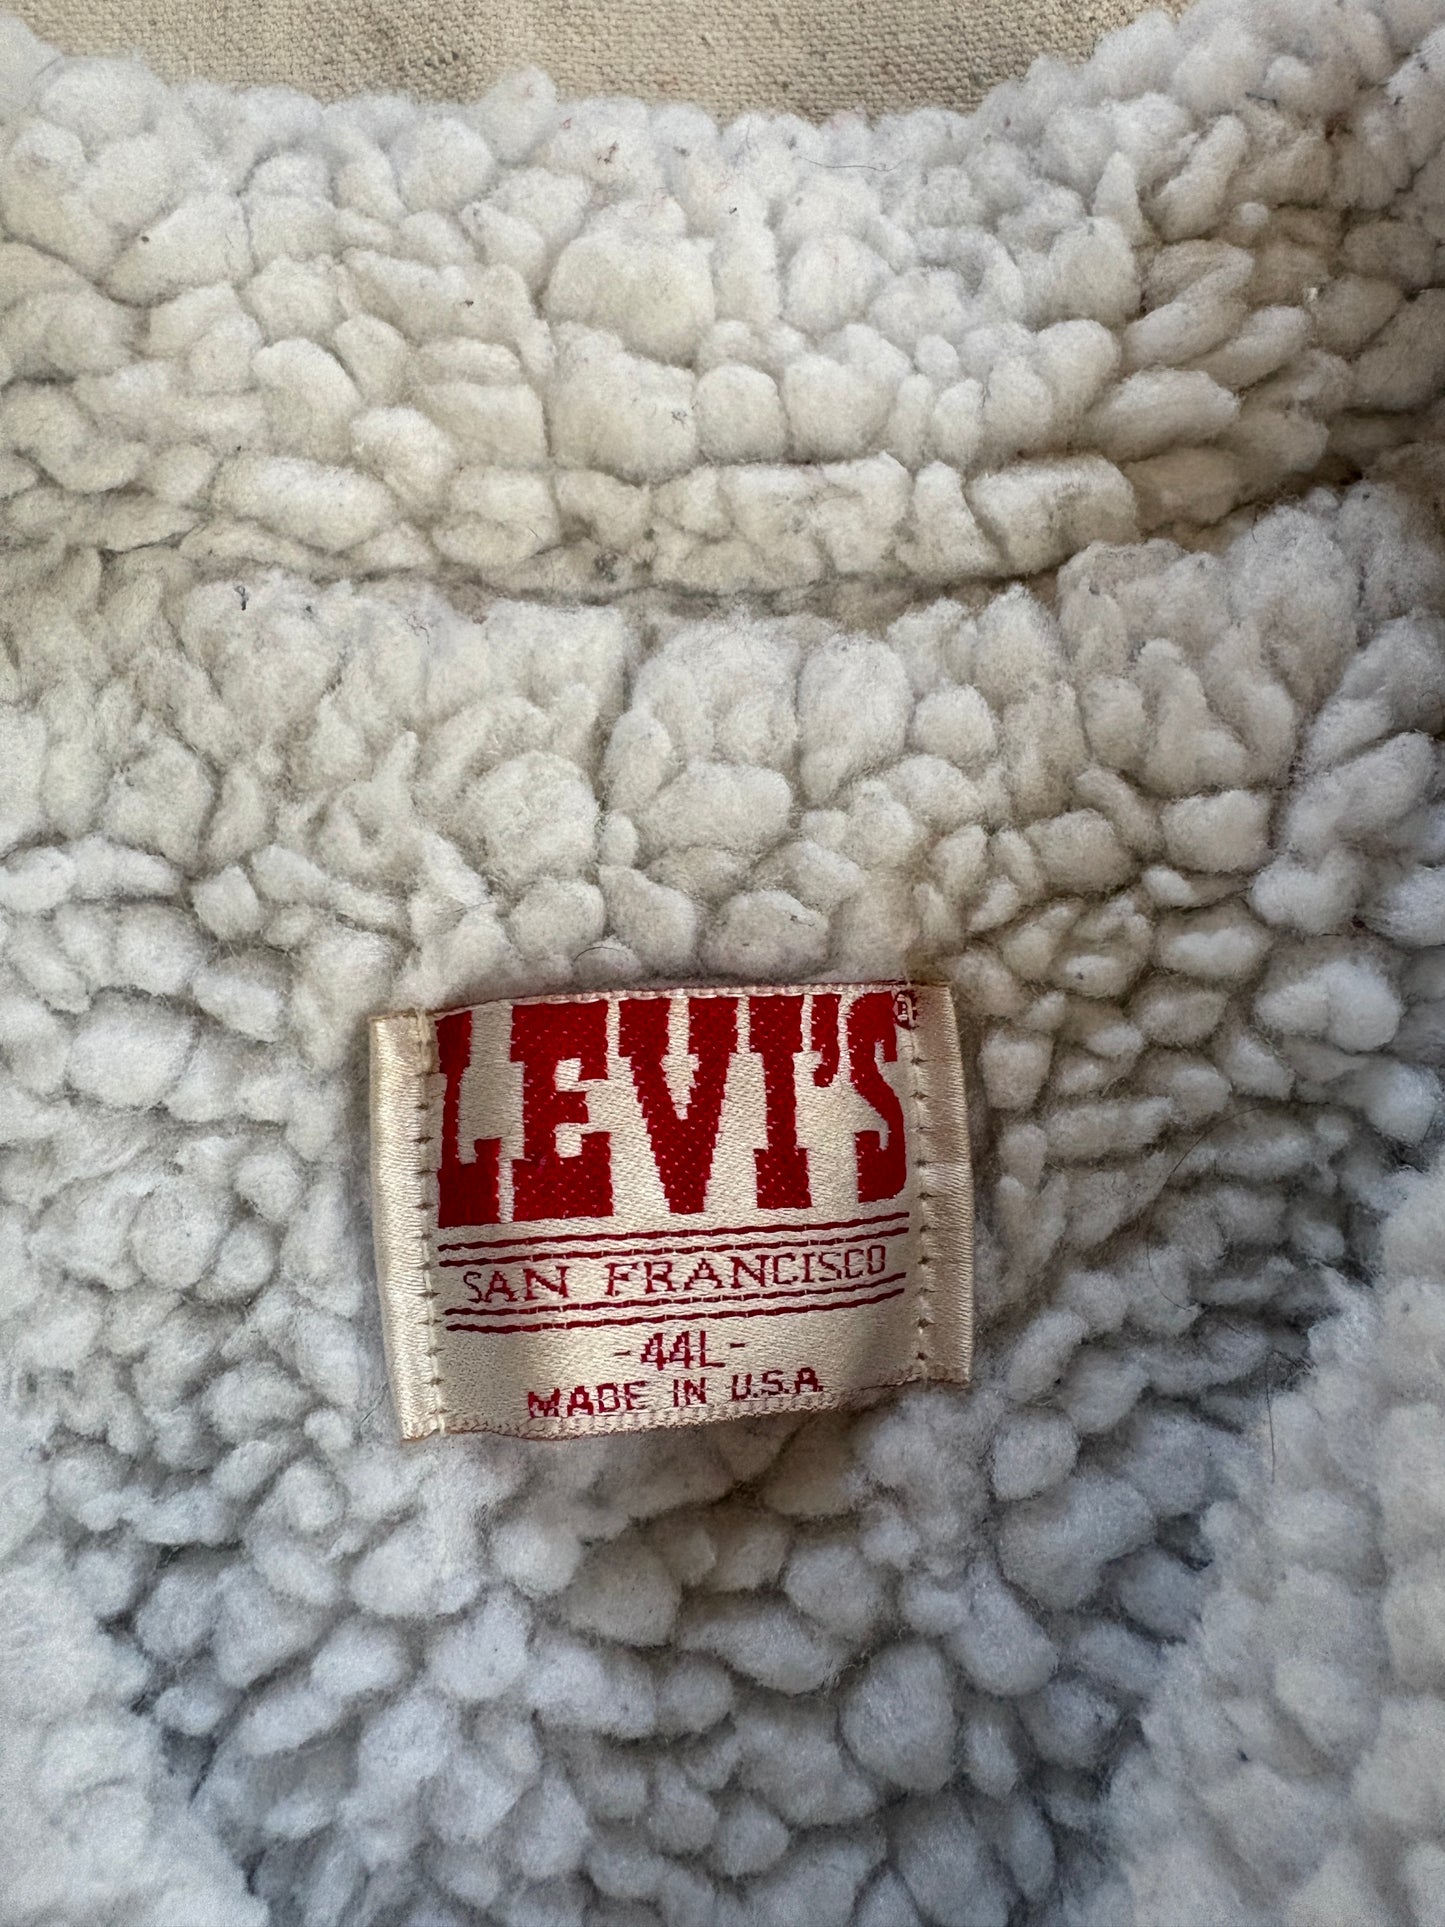 LEVI'S®
SAN FRANCISCO
-44L-
MADE IN U.S.A.